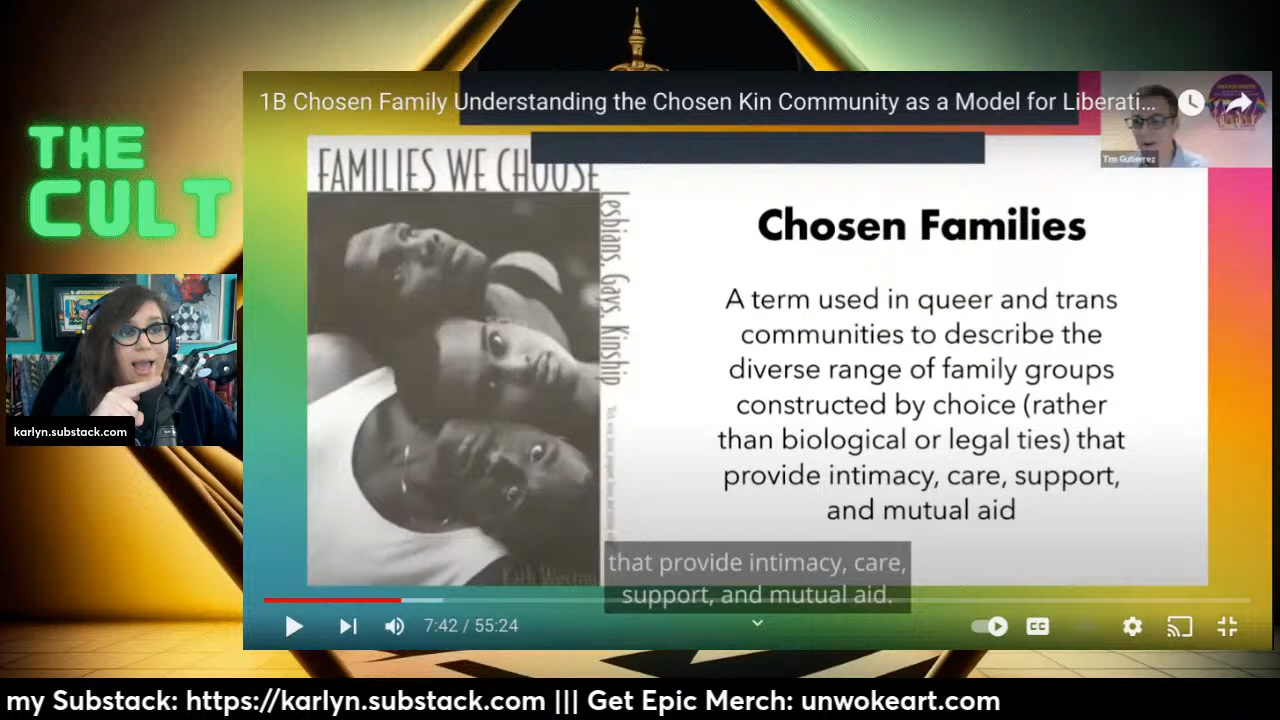 THE
CULT
karlyn.substack.com
1B Chosen Family Understanding the Chosen Kin Community as a Model for Liberati...
Tim Gutierrez
FAMILIES WE CHOOSE
Lesbians, Gays, Kinship
Kath Weston
Chosen Families
A term used in queer and trans
communities to describe the
diverse range of family groups
constructed by choice (rather
than biological or legal ties) that
provide intimacy, care, support,
and mutual aid
that provide intimacy, care,
support, and mutual aid.
7:42 / 55:24
CC
my Substack: https://karlyn.substack.com ||| Get Epic Merch: unwokeart.com